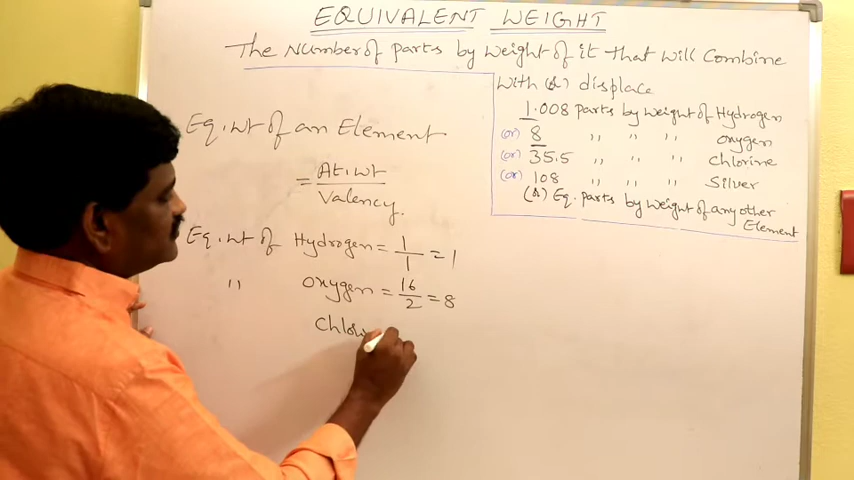 EQUIVALENT WEIGHT
The Number of parts by weight of it that will Combine
with (or) displace
1.008 parts by weight of Hydrogen
(or) 8 " " " oxygen
(or) 35.5 " " " chlorine
(or) 108 " " " Silver
(or) Eq. parts by weight of any other
Element
Eq.wt of an Element
= At.wt
Valency.
Eq.wt of Hydrogen = 1/1 = 1
" oxygen = 16/2 = 8
Chlori